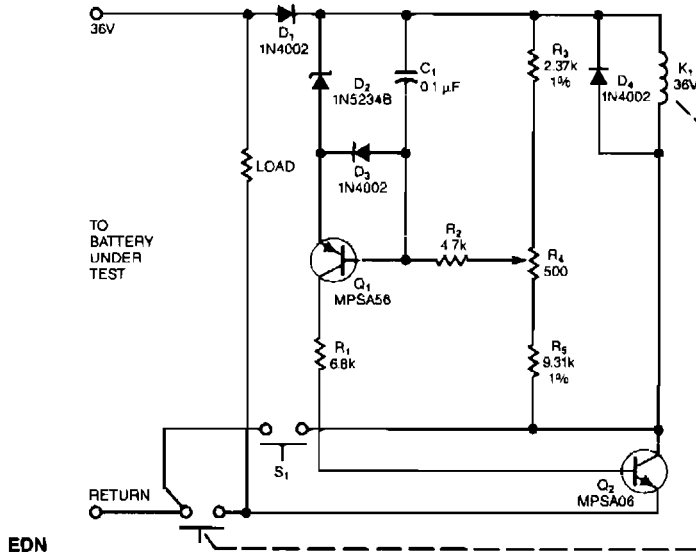 36V
D₁
1N4002
D₂
1N5234B
C₁
0.1 µF
R₃
2.37k
1%
D₄
1N4002
K₁
36V
LOAD
D₃
1N4002
TO
BATTERY
UNDER
TEST
R₂
4.7k
R₄
500
Q₁
MPSA56
R₁
6.8k
R₅
9.31k
1%
S₁
Q₂
MPSA06
RETURN
EDN